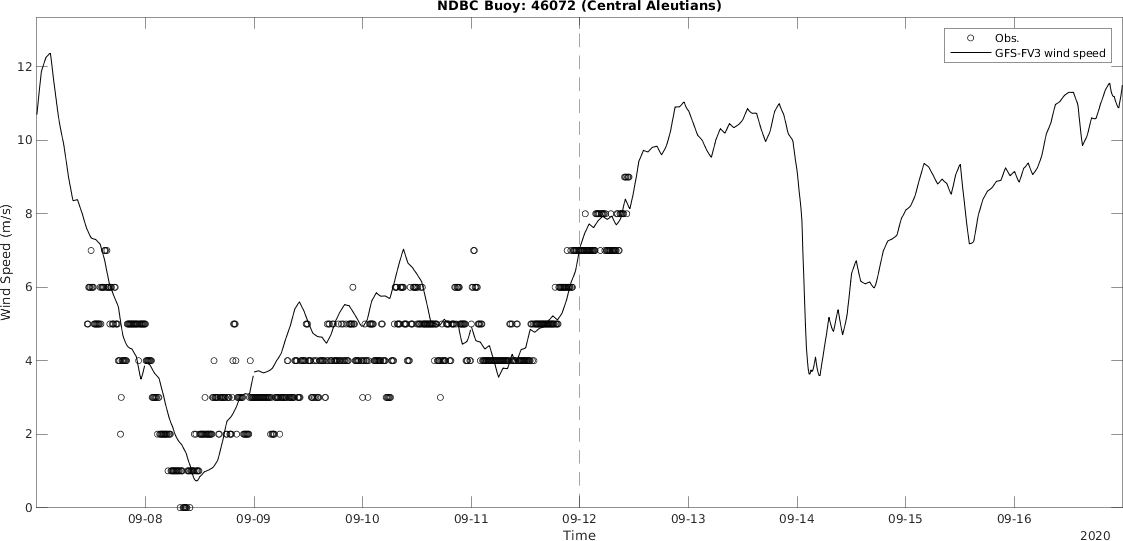 NDBC Buoy: 46072 (Central Aleutians)
Obs.
GFS-FV3 wind speed
Wind Speed (m/s)
12
10
8
6
4
2
0
09-08 09-09 09-10 09-11 09-12 09-13 09-14 09-15 09-16
Time
2020